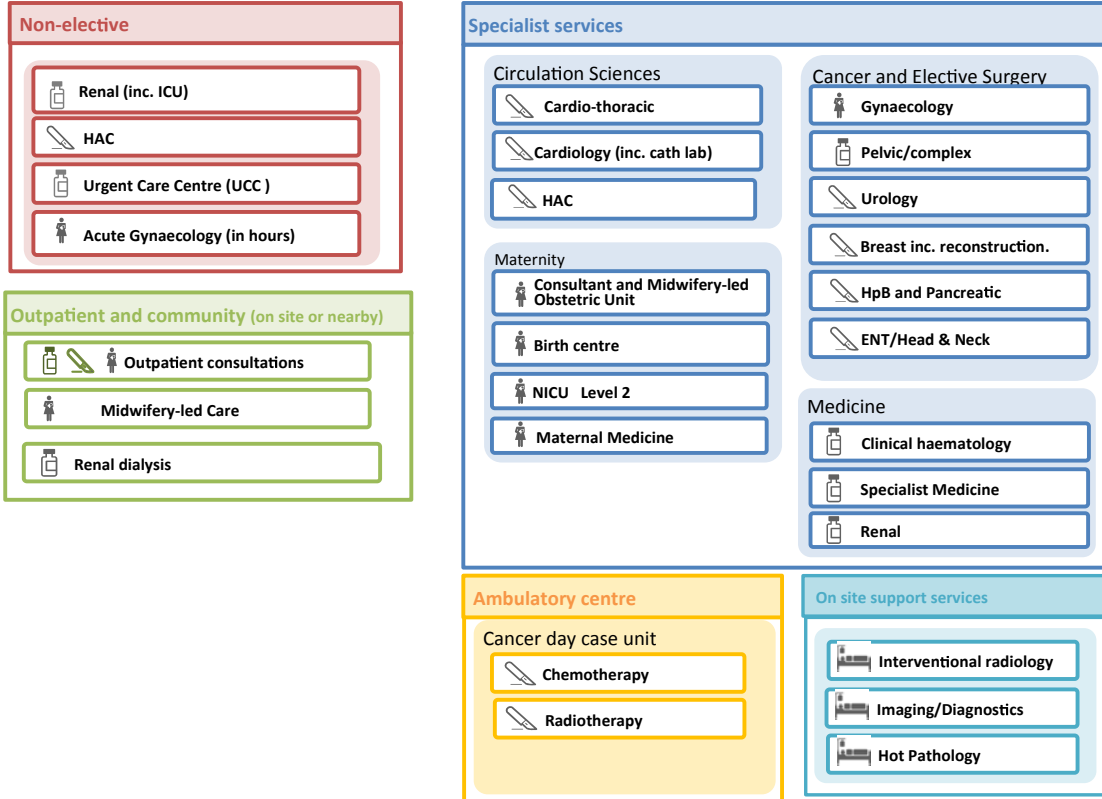 Non-elective
Renal (inc. ICU)
HAC
Urgent Care Centre (UCC )
Acute Gynaecology (in hours)
Outpatient and community (on site or nearby)
Outpatient consultations
Midwifery-led Care
Renal dialysis
Specialist services
Circulation Sciences
Cardio-thoracic
Cardiology (inc. cath lab)
HAC
Maternity
Consultant and Midwifery-led
Obstetric Unit
Birth centre
NICU Level 2
Maternal Medicine
Cancer and Elective Surgery
Gynaecology
Pelvic/complex
Urology
Breast inc. reconstruction.
HpB and Pancreatic
ENT/Head & Neck
Medicine
Clinical haematology
Specialist Medicine
Renal
Ambulatory centre
Cancer day case unit
Chemotherapy
Radiotherapy
On site support services
Interventional radiology
Imaging/Diagnostics
Hot Pathology